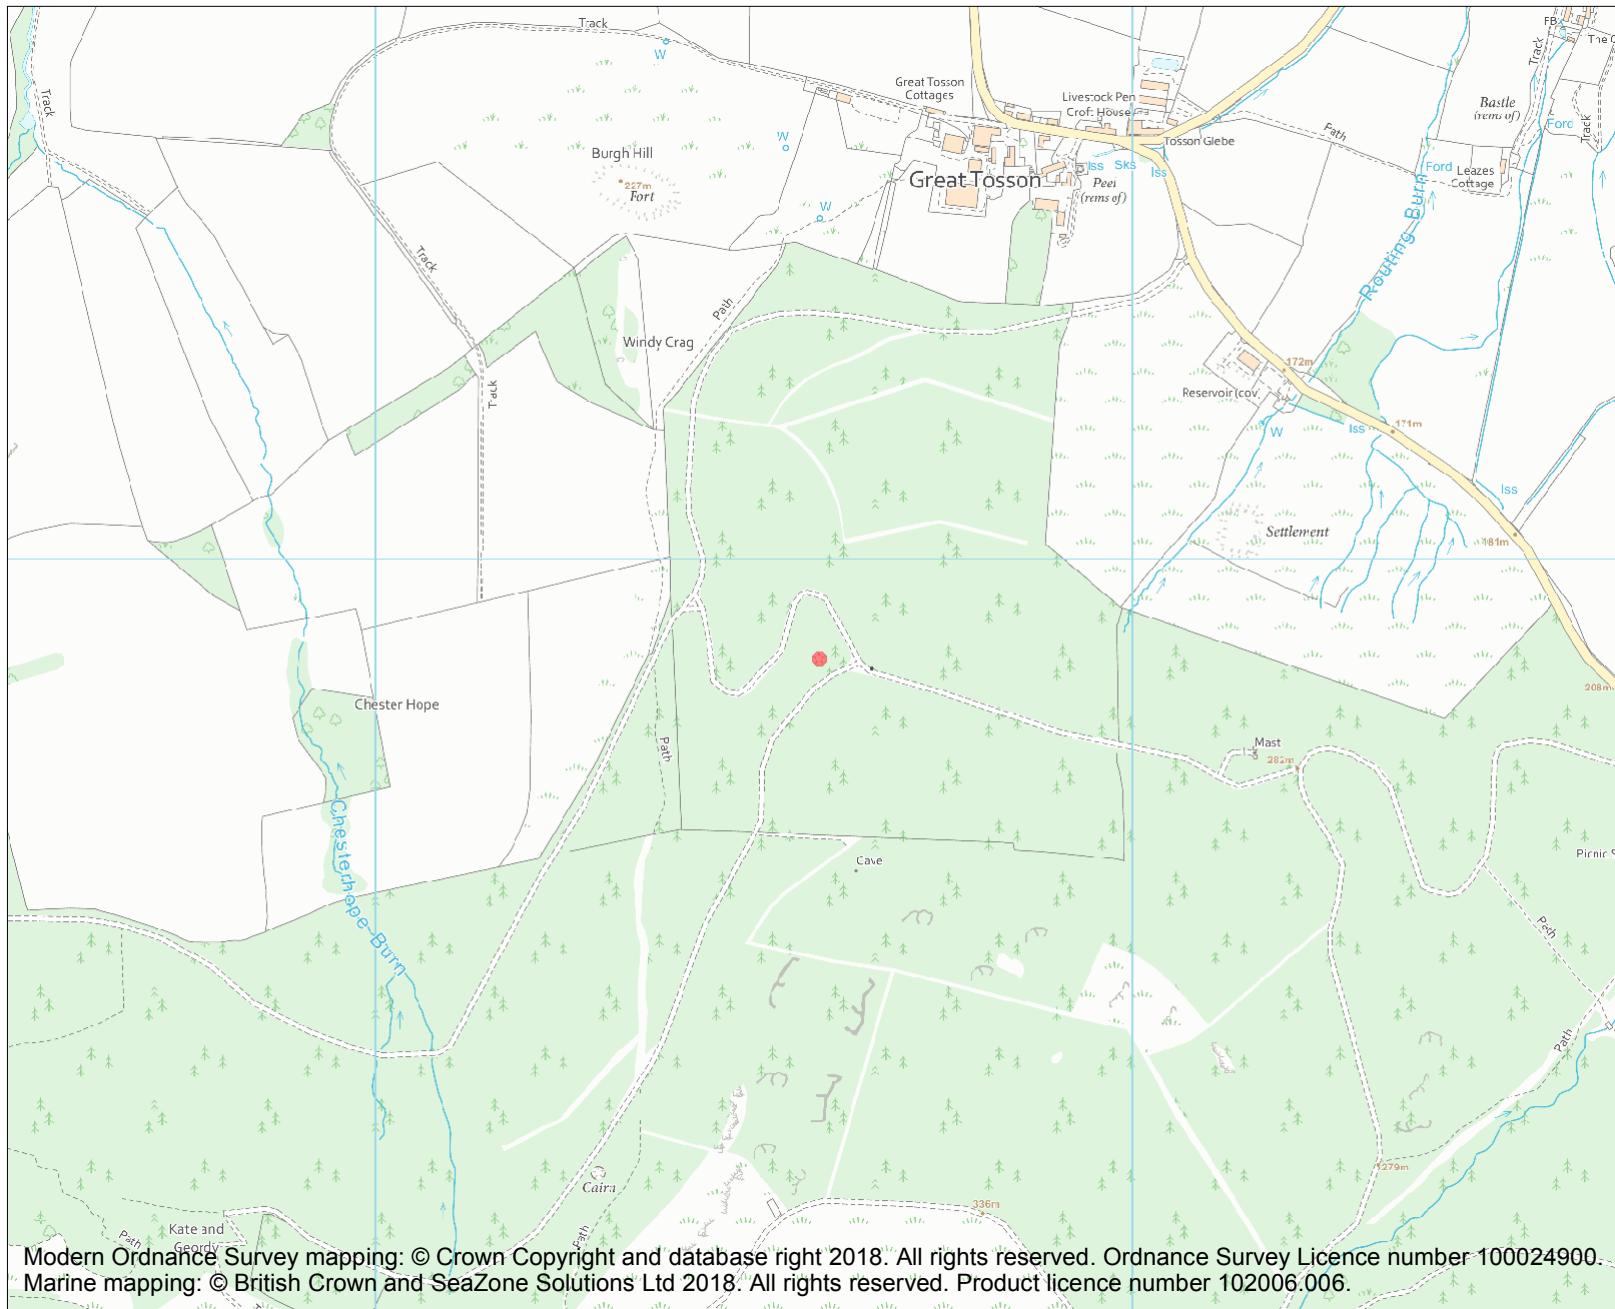 Track
W
FB
Track
Track
Great Tosson
Cottages
Livestock Pen
Croft House
Bastle
(rems of)
Ford
Track
Path
Tosson Glebe
W
Burgh Hill
227m
Fort
Great Tosson
Iss
Sks
Iss
Peel
(rems of)
Ford
Leazes
Cottage
W
Routing Burn
Track
Path
Windy Crag
172m
Track
Reservoir (cov)
W
Iss
171m
Iss
Settlement
181m
208m
Chester Hope
Path
Mast
282m
Chesterhope Burn
Cave
Path
Path
279m
Cairn
336m
Kate and
Geordy
Path
Path
Modern Ordnance Survey mapping: © Crown Copyright and database right 2018. All rights reserved. Ordnance Survey Licence number 100024900.
Marine mapping: © British Crown and SeaZone Solutions Ltd 2018. All rights reserved. Product licence number 102006.006.